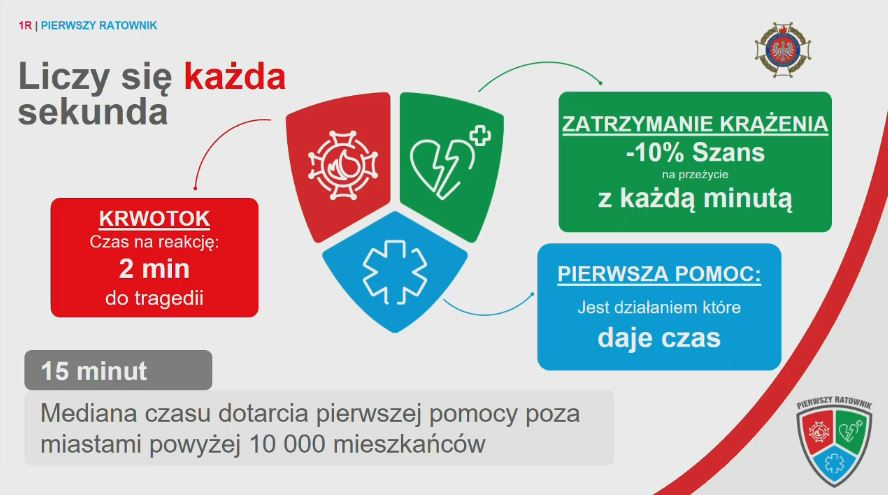 1R | PIERWSZY RATOWNIK
Liczy się każda
sekunda
ZATRZYMANIE KRĄŻENIA
-10% Szans
na przeżycie
z każdą minutą
KRWOTOK
Czas na reakcję:
2 min
do tragedii
PIERWSZA POMOC:
Jest działaniem które
daje czas
15 minut
Mediana czasu dotarcia pierwszej pomocy poza
miastami powyżej 10 000 mieszkańców
PIERWSZY RATOWNIK